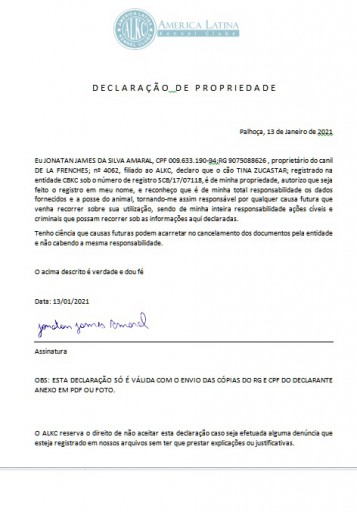 AMERICA LATINA
KENNEL CLUBE
ALKC
DECLARAÇÃO DE PROPRIEDADE
Palhoça, 13 de Janeiro de 2021
Eu JONATAN JAMES DA SILVA AMARAL, CPF 009.633.190-94;RG 9075088626 , proprietário do canil
DE LA FRENCHES; nº 4062, filiado ao ALKC, declaro que o cão TINA ZUCASTAR; registrado na
entidade CBKC sob o número de registro SCB/17/07118, é de minha propriedade, autorizo que seja
feito o registro em meu nome, e reconheço que é de minha total responsabilidade os dados
fornecidos e a posse do animal, tornando-me assim responsável por qualquer causa futura que
venha recorrer sobre sua utilização, sendo de minha inteira responsabilidade ações cíveis e
criminais que possam recorrer sob as informações aqui declaradas.
Tenho ciência que causas futuras podem acarretar no cancelamento dos documentos pela entidade
e não cabendo a mesma responsabilidade.
O acima descrito é verdade e dou fé
Data: 13/01/2021
jonatan james Amaral
Assinatura
OBS: ESTA DECLARAÇÃO SÓ É VÁLIDA COM O ENVIO DAS CÓPIAS DO RG E CPF DO DECLARANTE
ANEXO EM PDF OU FOTO.
O ALKC reserva o direito de não aceitar esta declaração caso seja efetuada alguma denúncia que
esteja registrado em nossos arquivos sem ter que prestar explicações ou justificativas.